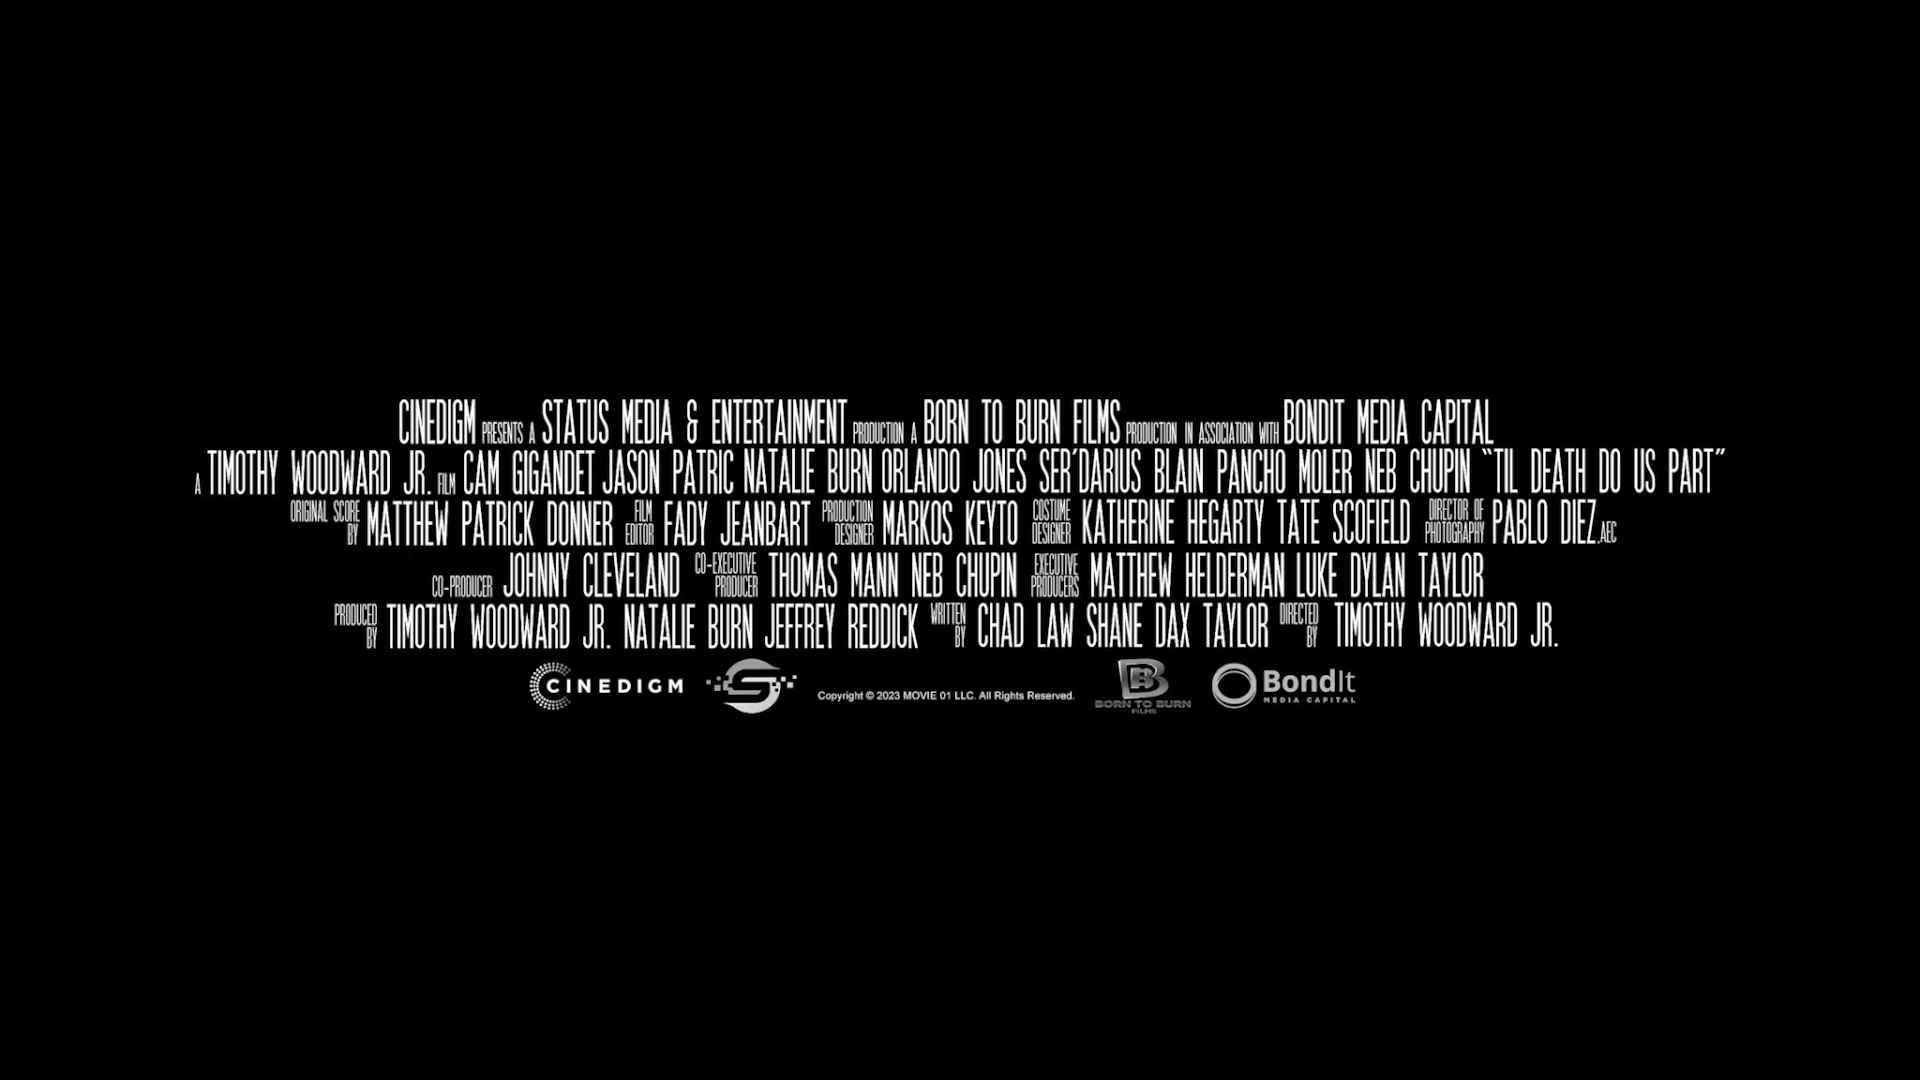 CINEDIGM PRESENTS A STATUS MEDIA & ENTERTAINMENT PRODUCTION A BORN TO BURN FILMS PRODUCTION IN ASSOCIATION WITH BONDIT MEDIA CAPITAL
A TIMOTHY WOODWARD JR. FILM CAM GIGANDET JASON PATRIC NATALIE BURN ORLANDO JONES SER'DARIUS BLAIN PANCHO MOLER NEB CHUPIN “TIL DEATH DO US PART”
ORIGINAL SCORE BY MATTHEW PATRICK DONNER FILM EDITOR FADY JEANBART PRODUCTION DESIGNER MARKOS KEYTO COSTUME DESIGNER KATHERINE HEGARTY TATE SCOFIELD DIRECTOR OF PHOTOGRAPHY PABLO DIEZ,AEC
CO-PRODUCER JOHNNY CLEVELAND CO-EXECUTIVE PRODUCER THOMAS MANN NEB CHUPIN EXECUTIVE PRODUCERS MATTHEW HELDERMAN LUKE DYLAN TAYLOR
PRODUCED BY TIMOTHY WOODWARD JR. NATALIE BURN JEFFREY REDDICK WRITTEN BY CHAD LAW SHANE DAX TAYLOR DIRECTED BY TIMOTHY WOODWARD JR.
CINEDIGM Copyright © 2023 MOVIE 01 LLC. All Rights Reserved. BORN TO BURN FILMS BondIt MEDIA CAPITAL